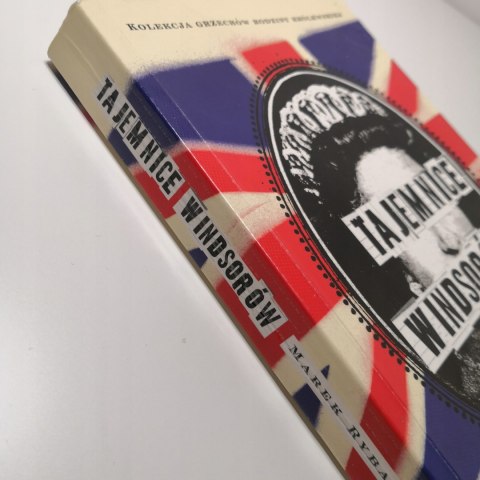 KOLEKCJA GRZECHÓW RODZINY KRÓLEWSKIEJ
TAJEMNICE
WINDSORÓW
TAJEMNICE WINDSORÓW
MAREK RYBA